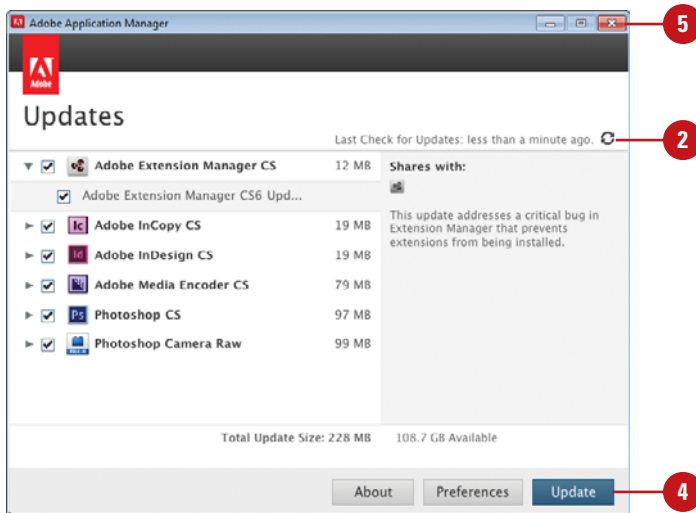 Adobe Application Manager
5
Adobe
Updates
Last Check for Updates: less than a minute ago.
2
Adobe Extension Manager CS 12 MB
Adobe Extension Manager CS6 Upd...
Ic Adobe InCopy CS 19 MB
Id Adobe InDesign CS 19 MB
Adobe Media Encoder CS 79 MB
Ps Photoshop CS 97 MB
Photoshop Camera Raw 99 MB
Shares with:
This update addresses a critical bug in
Extension Manager that prevents
extensions from being installed.
Total Update Size: 228 MB 108.7 GB Available
About Preferences Update
4